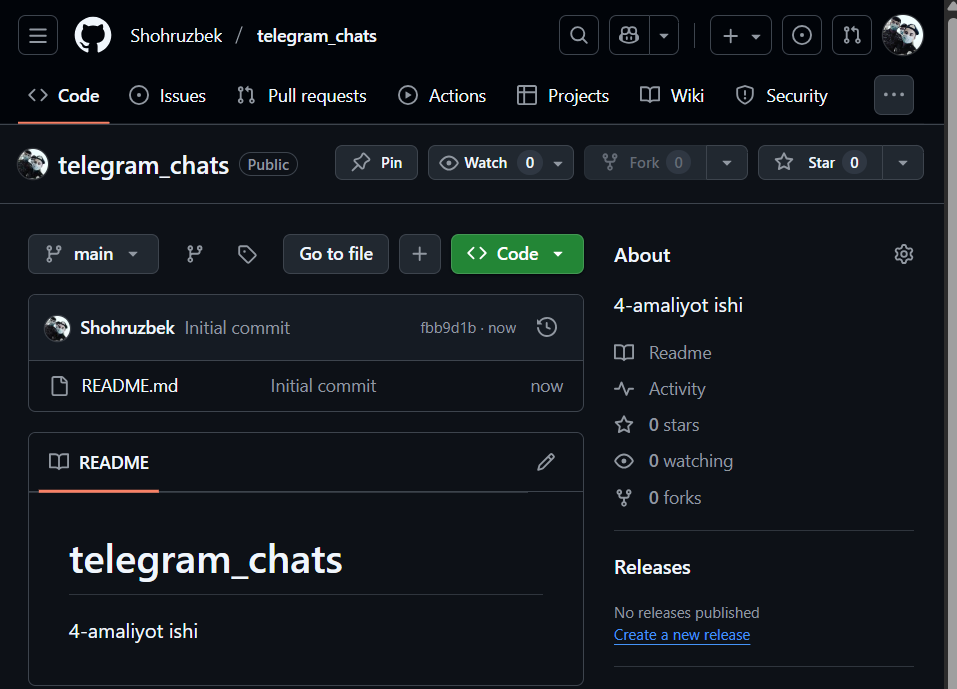 Shohruzbek / telegram_chats
Code Issues Pull requests Actions Projects Wiki Security
telegram_chats Public Pin Watch 0 Fork 0 Star 0
main Go to file Code
Shohruzbek Initial commit fbb9d1b · now
README.md Initial commit now
README
telegram_chats
4-amaliyot ishi
About
4-amaliyot ishi
Readme
Activity
0 stars
0 watching
0 forks
Releases
No releases published
Create a new release